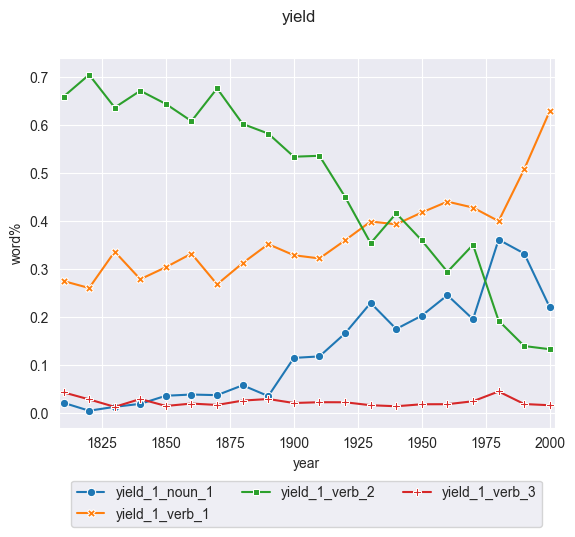 yield
0.7
0.6
0.5
0.4
0.3
0.2
0.1
0.0
word%
1825 1850 1875 1900 1925 1950 1975 2000
year
yield_1_noun_1 yield_1_verb_2 yield_1_verb_3
yield_1_verb_1